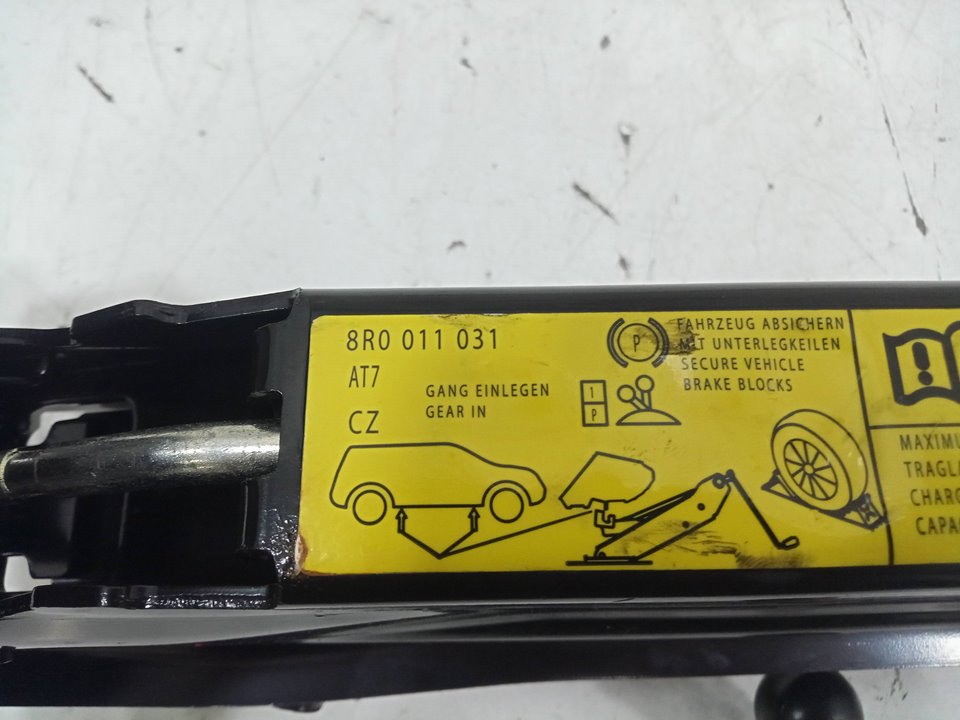 8R0 011 031
AT7
CZ
GANG EINLEGEN
GEAR IN
P
FAHRZEUG ABSICHERN
MIT UNTERLEGKEILEN
SECURE VEHICLE
BRAKE BLOCKS
1
P
!
MAXIMU
TRAGLA
CHARG
CAPA